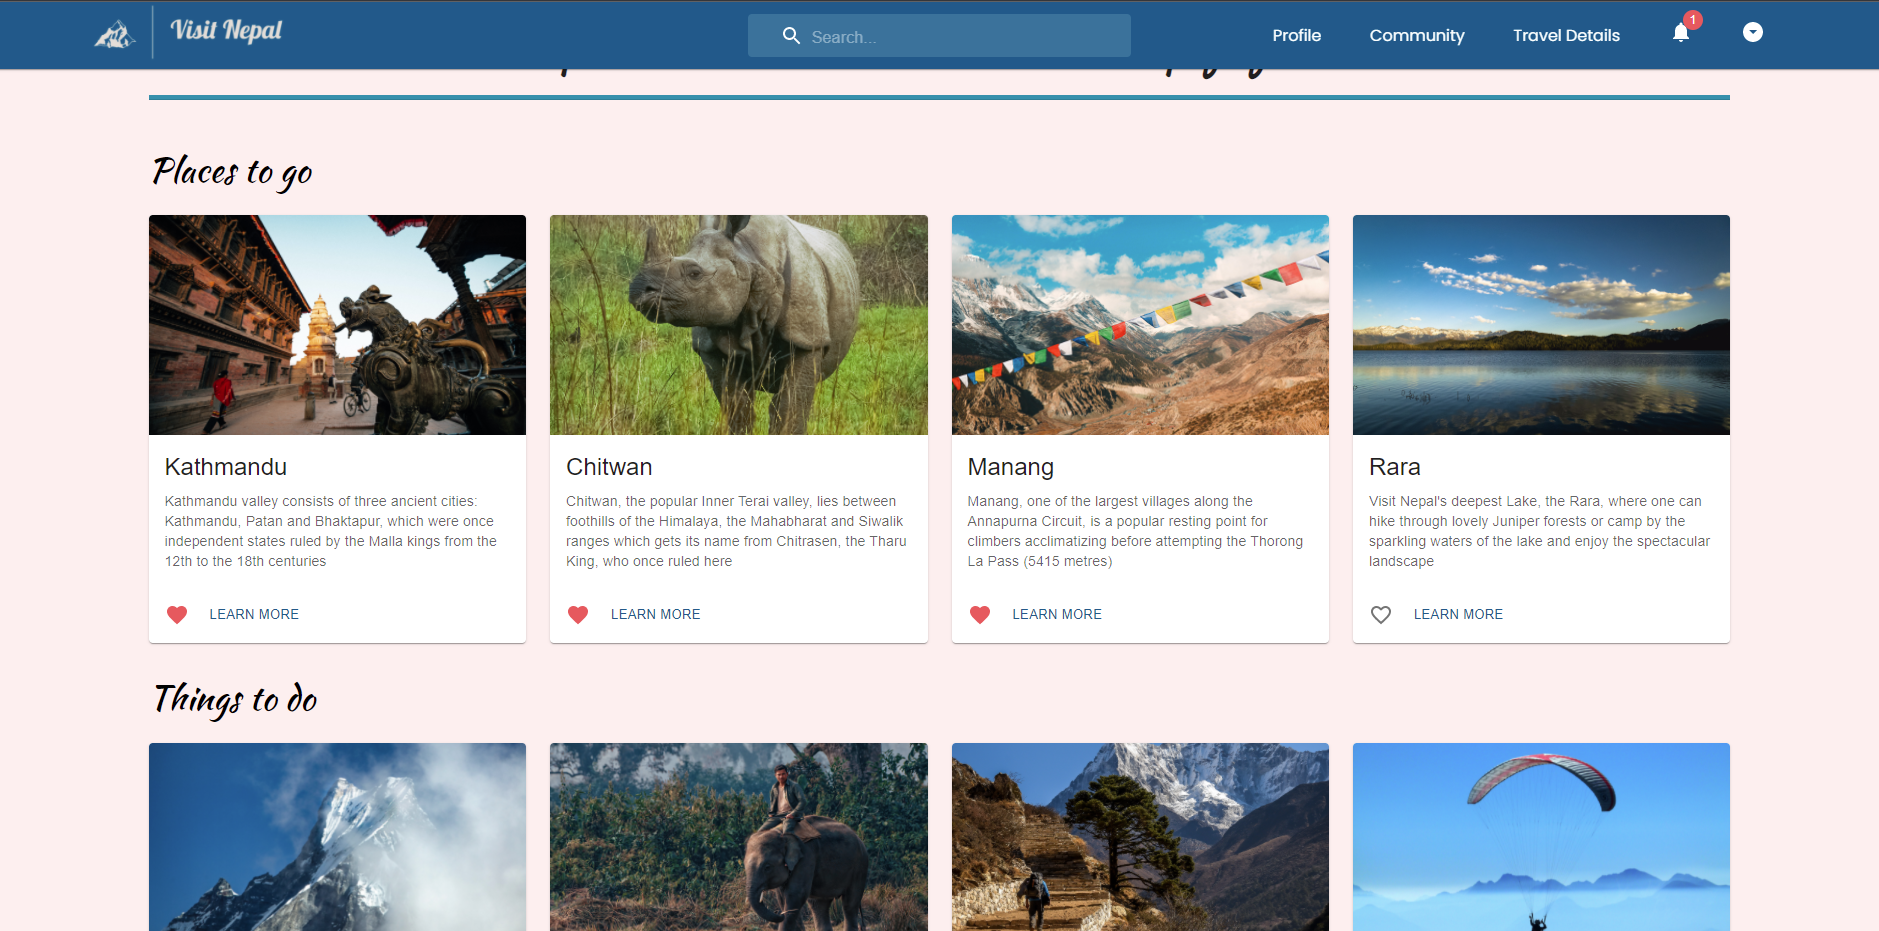 Visit Nepal
Search...
Profile
Community
Travel Details
1
Places to go
Kathmandu
Kathmandu valley consists of three ancient cities:
Kathmandu, Patan and Bhaktapur, which were once
independent states ruled by the Malla kings from the
12th to the 18th centuries
LEARN MORE
Chitwan
Chitwan, the popular Inner Terai valley, lies between
foothills of the Himalaya, the Mahabharat and Siwalik
ranges which gets its name from Chitrasen, the Tharu
King, who once ruled here
LEARN MORE
Manang
Manang, one of the largest villages along the
Annapurna Circuit, is a popular resting point for
climbers acclimatizing before attempting the Thorong
La Pass (5415 metres)
LEARN MORE
Rara
Visit Nepal's deepest Lake, the Rara, where one can
hike through lovely Juniper forests or camp by the
sparkling waters of the lake and enjoy the spectacular
landscape
LEARN MORE
Things to do